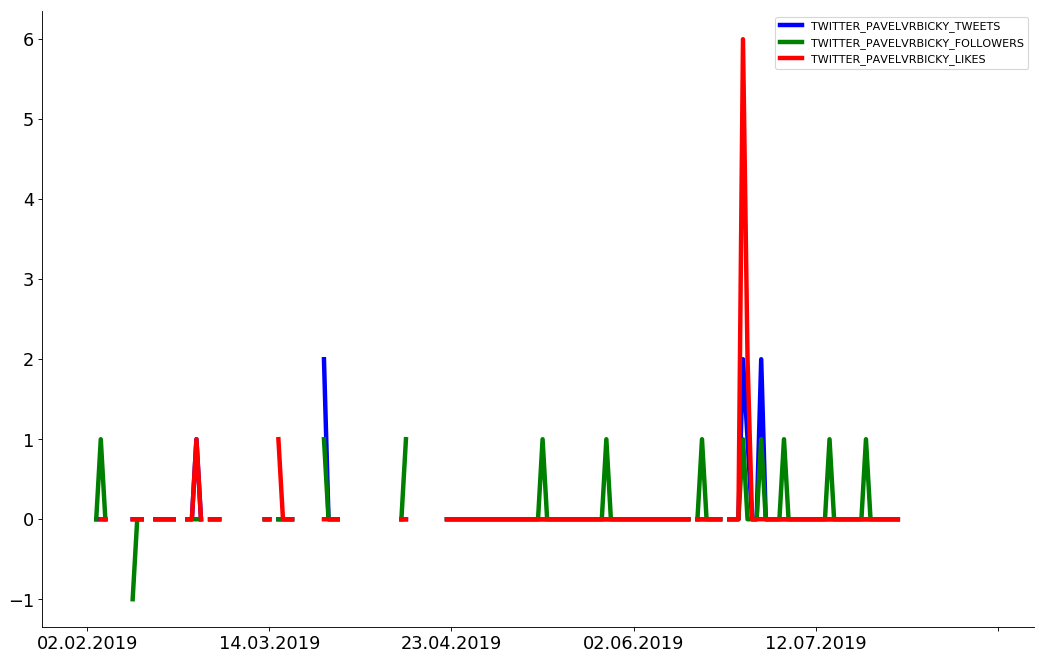 TWITTER_PAVELVRBICKY_TWEETS
TWITTER_PAVELVRBICKY_FOLLOWERS
TWITTER_PAVELVRBICKY_LIKES
6
5
4
3
2
1
0
−1
02.02.2019 14.03.2019 23.04.2019 02.06.2019 12.07.2019